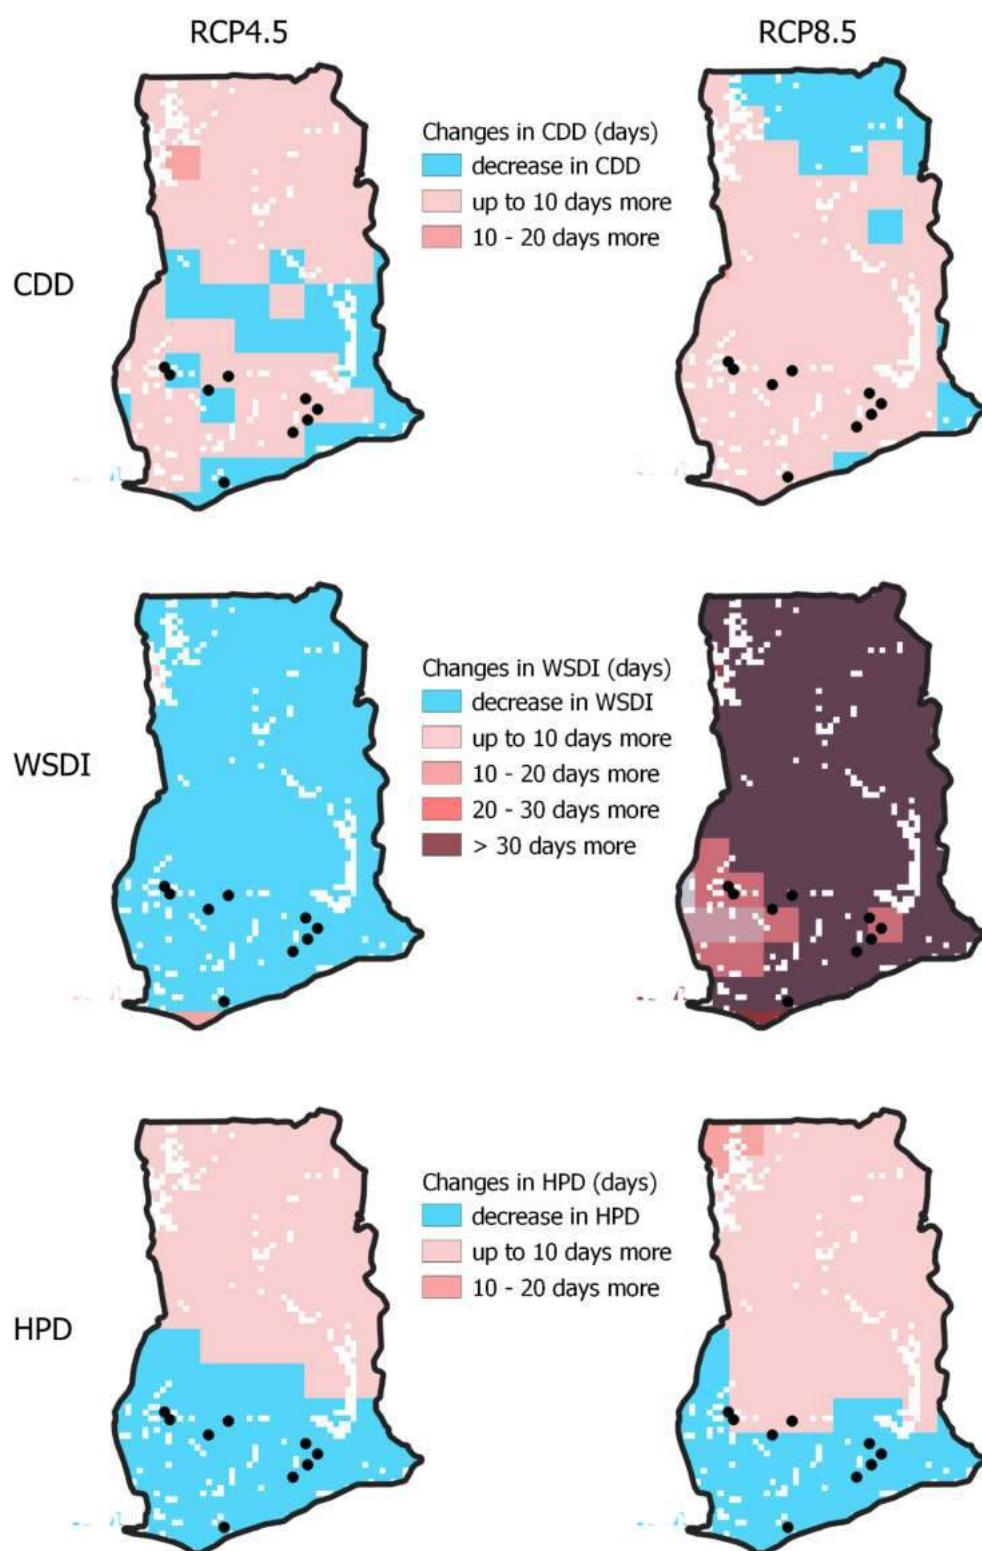 RCP4.5
RCP8.5
CDD
Changes in CDD (days)
decrease in CDD
up to 10 days more
10 - 20 days more
WSDI
Changes in WSDI (days)
decrease in WSDI
up to 10 days more
10 - 20 days more
20 - 30 days more
> 30 days more
HPD
Changes in HPD (days)
decrease in HPD
up to 10 days more
10 - 20 days more